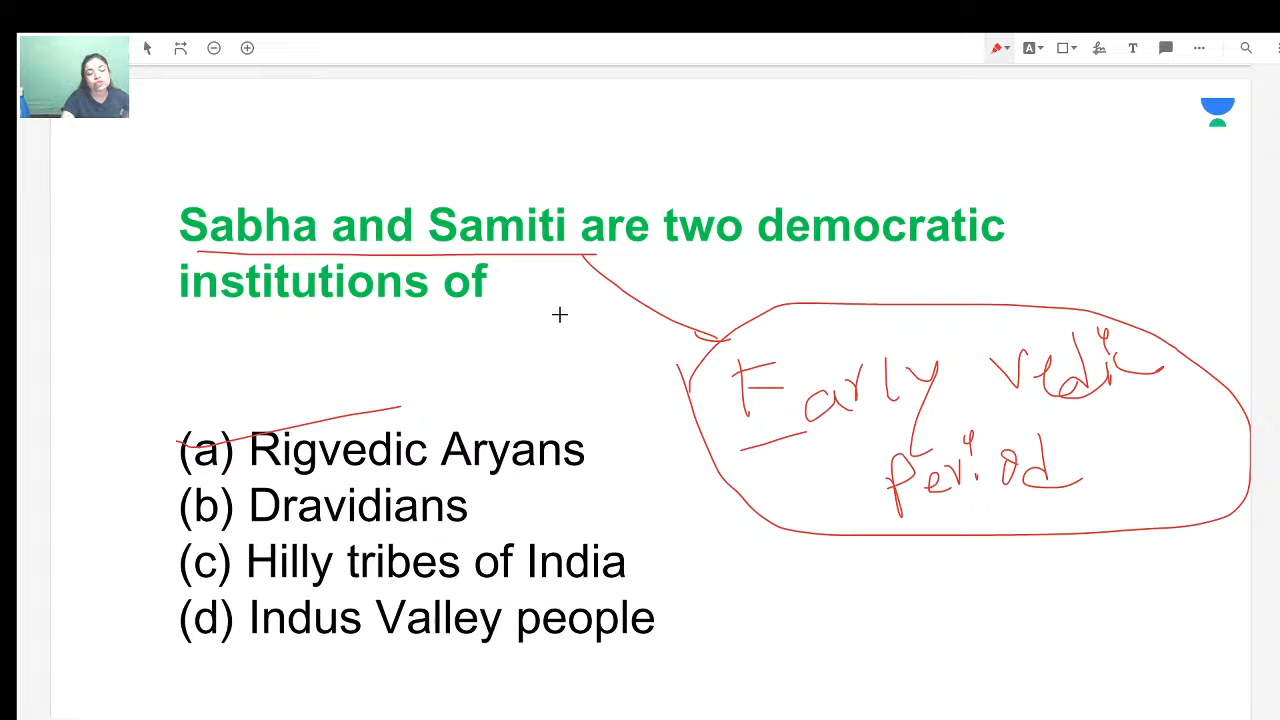 Sabha and Samiti are two democratic
institutions of
Early vedic
period
(a) Rigvedic Aryans
(b) Dravidians
(c) Hilly tribes of India
(d) Indus Valley people